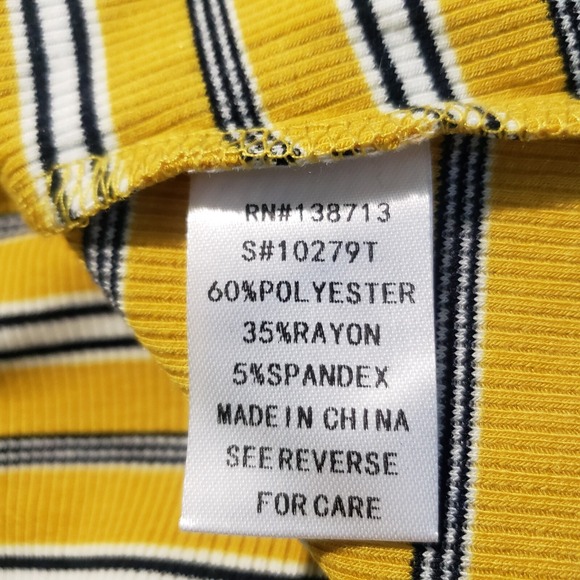 RN#138713
S#10279T
60%POLYESTER
35%RAYON
5%SPANDEX
MADE IN CHINA
SEE REVERSE
FOR CARE